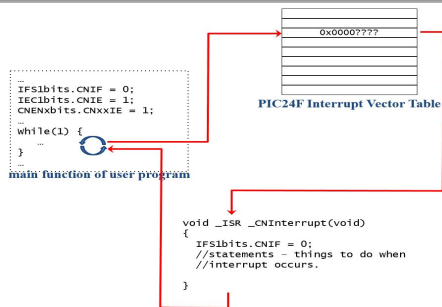 0x0000????
PIC24F Interrupt Vector Table
…
IFS1bits.CNIF = 0;
IEC1bits.CNIE = 1;
CNENxbits.CNxxIE = 1;
…
While(1) {
…
}
…
main function of user program
void _ISR _CNInterrupt(void)
{
IFS1bits.CNIF = 0;
//statements – things to do when
//interrupt occurs.
}